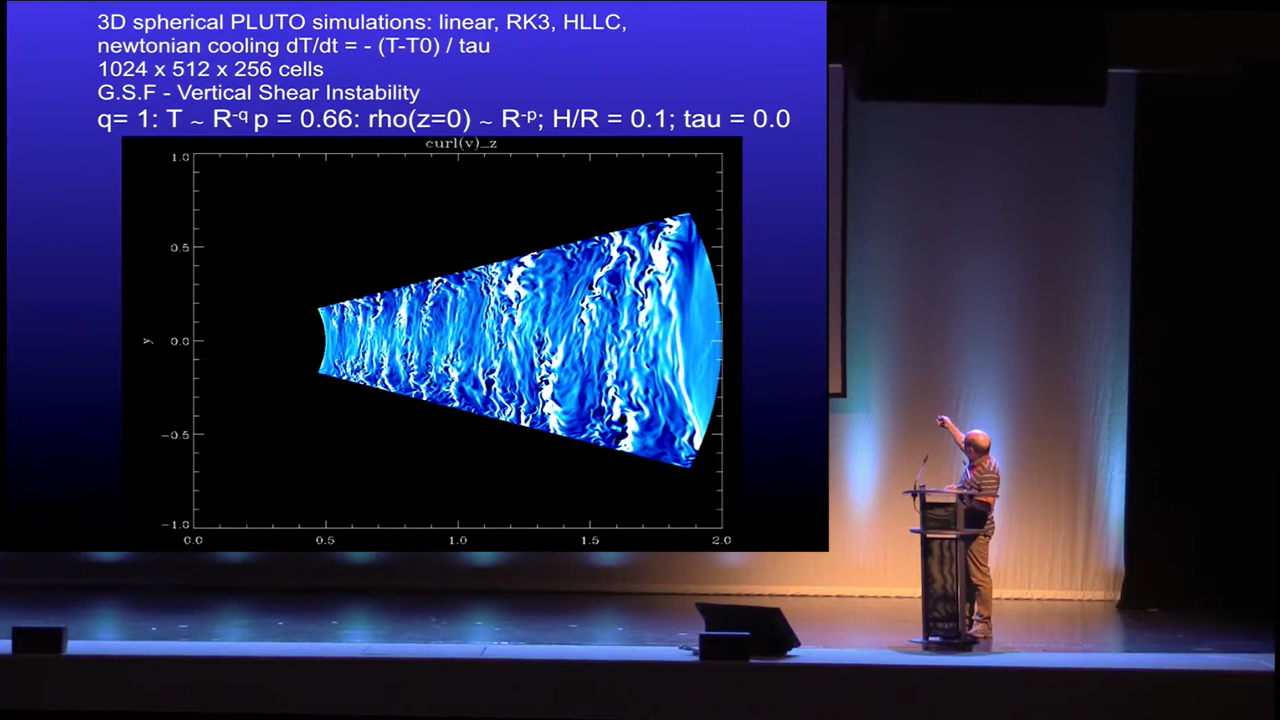 3D spherical PLUTO simulations: linear, RK3, HLLC,
newtonian cooling dT/dt = - (T-T0) / tau
1024 x 512 x 256 cells
G.S.F - Vertical Shear Instability
q= 1: T ~ R-q p = 0.66: rho(z=0) ~ R-p; H/R = 0.1; tau = 0.0
curl(v)_z
1.0
0.5
y
0.0
-0.5
-1.0
0.0 0.5 1.0 1.5 2.0